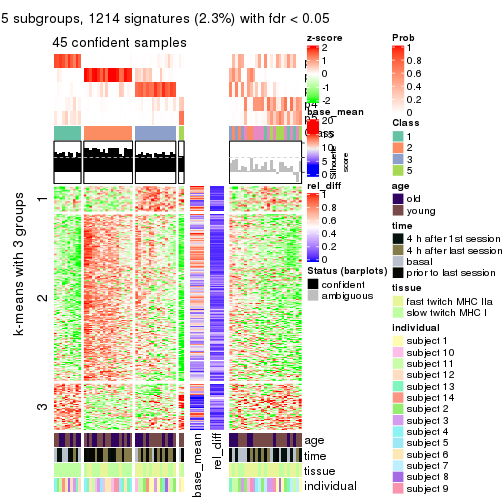 5 subgroups, 1214 signatures (2.3%) with fdr < 0.05
45 confident samples
k-means with 3 groups
1
2
3
base_mean
rel_diff
age
time
tissue
individual
z-score
2
1
0
-1
-2
base_mean
20
15
5
0
Silhouette
score
rel_diff
1
0.8
0.6
0.4
0.2
0
Status (barplots)
confident
ambiguous
Prob
1
0.8
0.6
0.4
0.2
0
Class
1
2
3
5
age
old
young
time
4 h after 1st session
4 h after last session
basal
prior to last session
tissue
fast twitch MHC IIa
slow twitch MHC I
individual
subject 1
subject 10
subject 11
subject 12
subject 13
subject 14
subject 2
subject 3
subject 4
subject 5
subject 6
subject 7
subject 8
subject 9